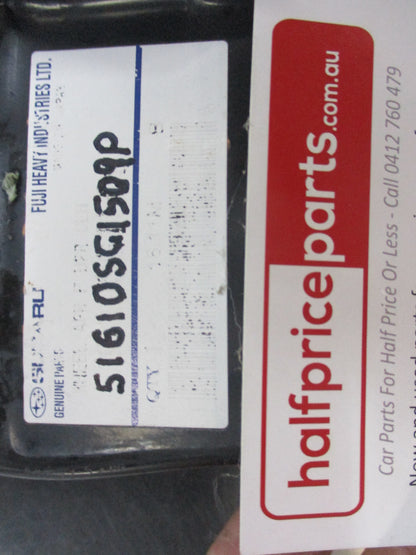 SUBARU
GENUINE PARTS
FUJI HEAVY INDUSTRIES LTD.
51610SG1509P
QTY
halfpriceparts.com.au
Car Parts For Half Price Or Less - Call 0412 760 479